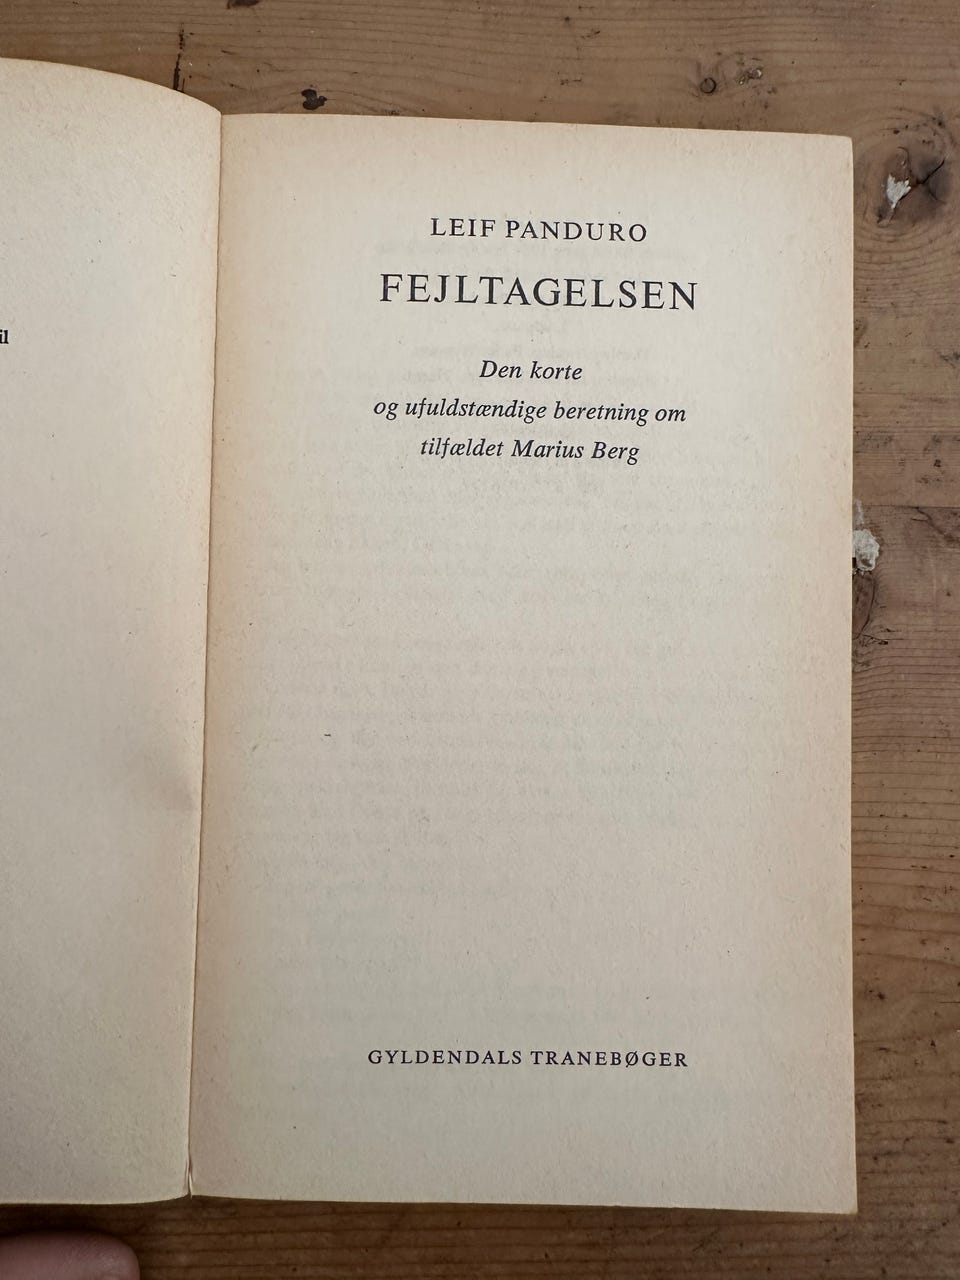 LEIF PANDURO
FEJLTAGELSEN
Den korte
og ufuldstændige beretning om
tilfældet Marius Berg
GYLDENDALS TRANEBØGER